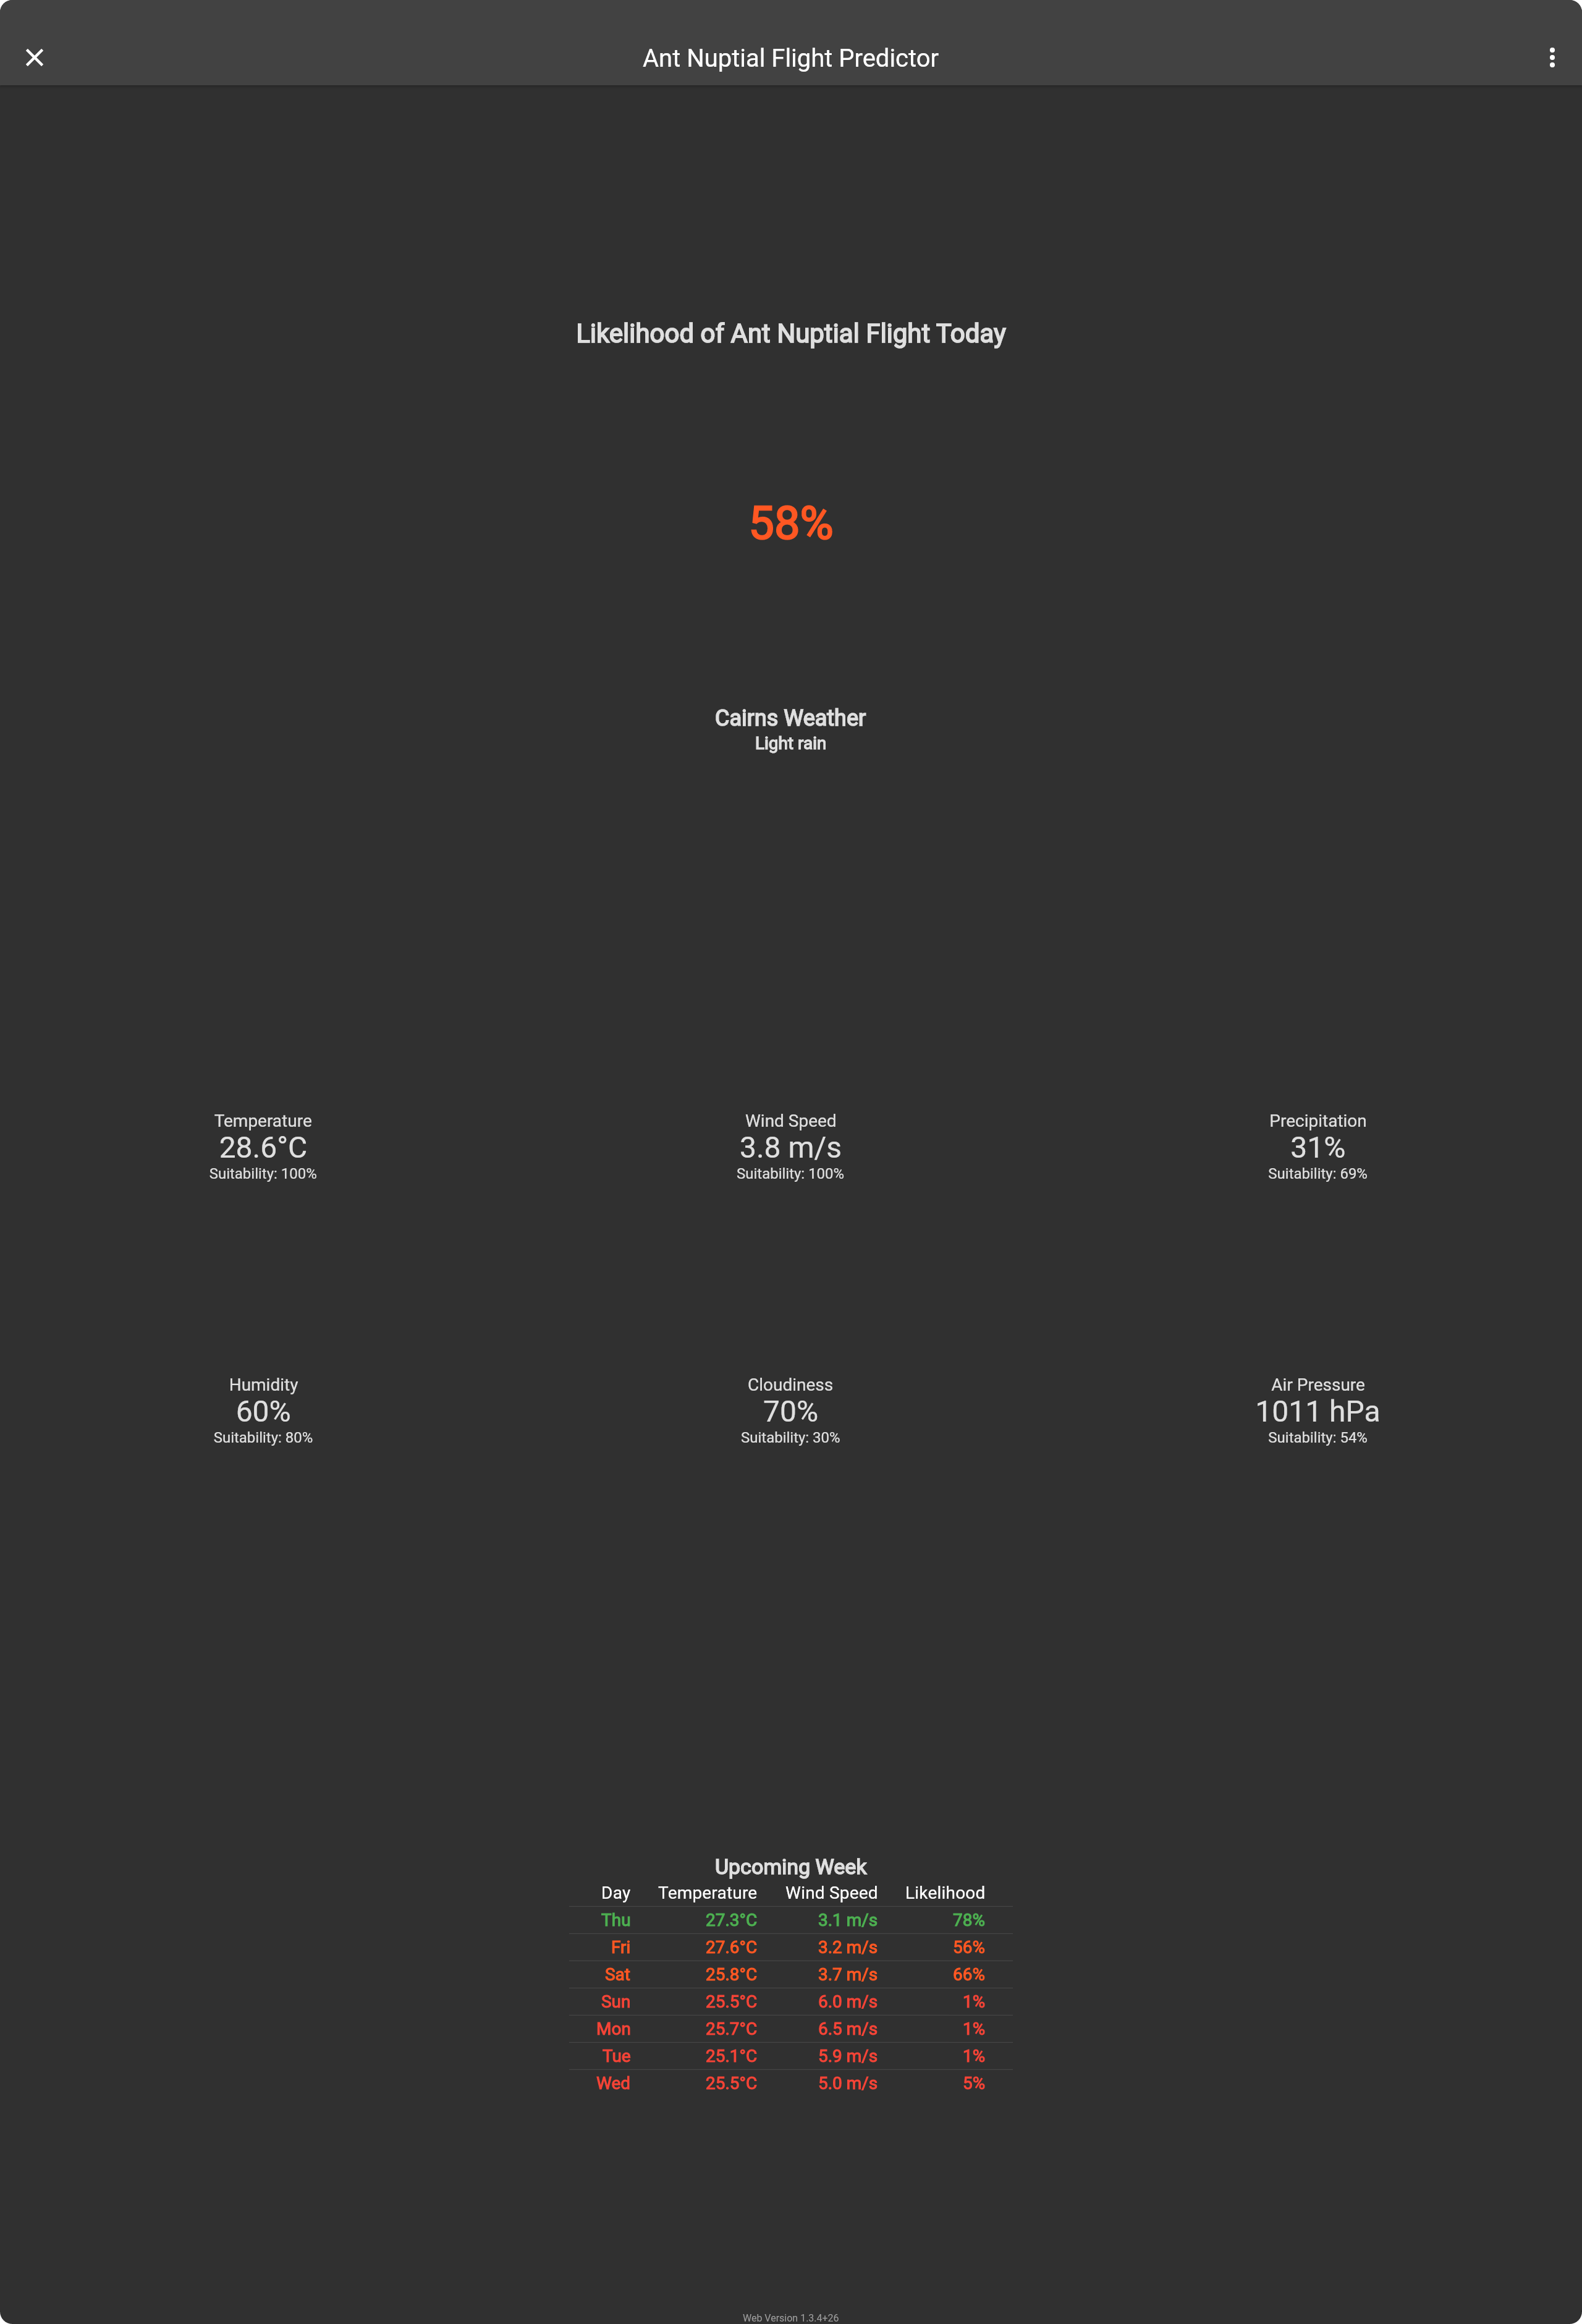 Ant Nuptial Flight Predictor
Likelihood of Ant Nuptial Flight Today
58%
Cairns Weather
Light rain
Temperature
28.6°C
Suitability: 100%
Wind Speed
3.8 m/s
Suitability: 100%
Precipitation
31%
Suitability: 69%
Humidity
60%
Suitability: 80%
Cloudiness
70%
Suitability: 30%
Air Pressure
1011 hPa
Suitability: 54%
Upcoming Week
Day Temperature Wind Speed Likelihood
Thu 27.3°C 3.1 m/s 78%
Fri 27.6°C 3.2 m/s 56%
Sat 25.8°C 3.7 m/s 66%
Sun 25.5°C 6.0 m/s 1%
Mon 25.7°C 6.5 m/s 1%
Tue 25.1°C 5.9 m/s 1%
Wed 25.5°C 5.0 m/s 5%
Web Version 1.3.4+26